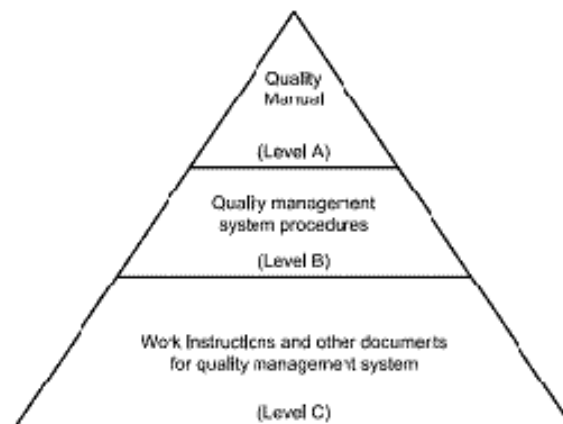 Quality
Manual
(Level A)
Quality management
system procedures
(Level B)
Work Instructions and other documents
for quality management system
(Level C)